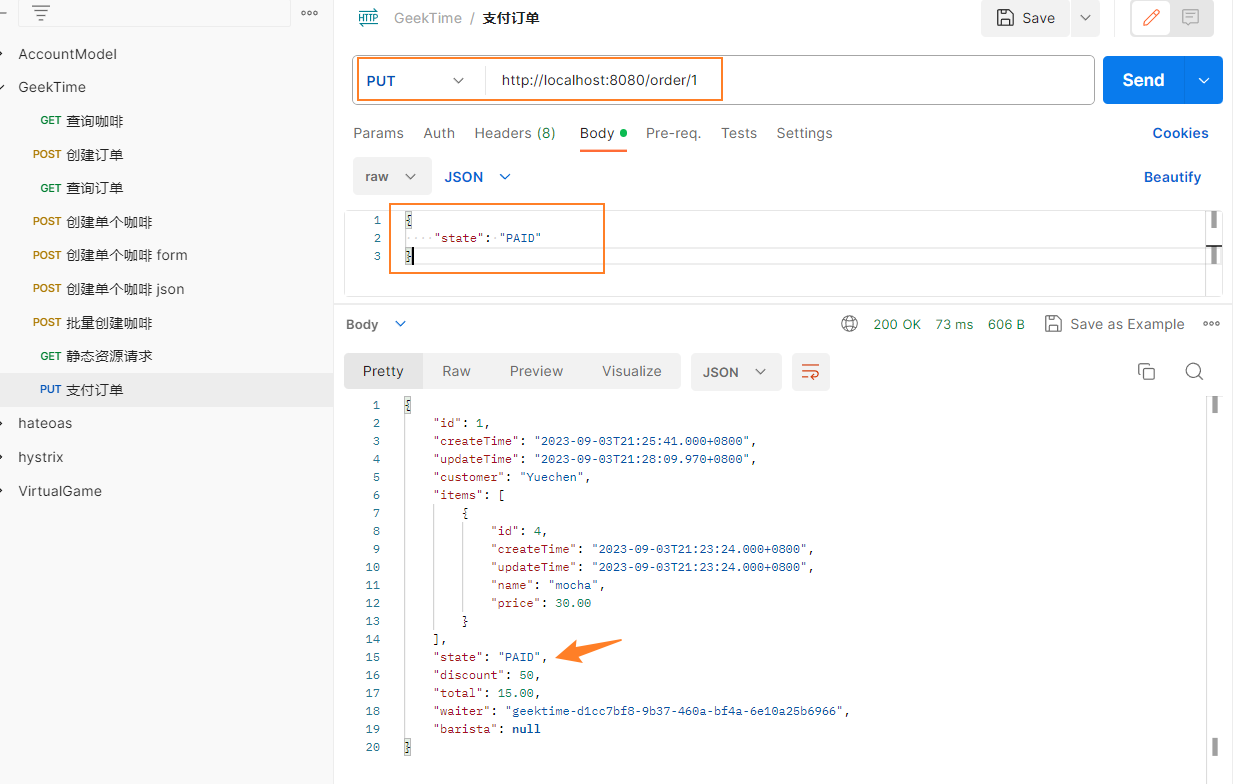 AccountModel
GeekTime
GET 查询咖啡
POST 创建订单
GET 查询订单
POST 创建单个咖啡
POST 创建单个咖啡 form
POST 创建单个咖啡 json
POST 批量创建咖啡
GET 静态资源请求
PUT 支付订单
hateoas
hystrix
VirtualGame
HTTP GeekTime / 支付订单
Save
PUT http://localhost:8080/order/1
Send
Params Auth Headers (8) Body Pre-req. Tests Settings
Cookies
raw JSON
Beautify
1 {
2 "state": "PAID"
3 }
Body
200 OK 73 ms 606 B Save as Example
Pretty Raw Preview Visualize JSON
1 {
2 "id": 1,
3 "createTime": "2023-09-03T21:25:41.000+0800",
4 "updateTime": "2023-09-03T21:28:09.970+0800",
5 "customer": "Yuechen",
6 "items": [
7 {
8 "id": 4,
9 "createTime": "2023-09-03T21:23:24.000+0800",
10 "updateTime": "2023-09-03T21:23:24.000+0800",
11 "name": "mocha",
12 "price": 30.00
13 }
14 ],
15 "state": "PAID",
16 "discount": 50,
17 "total": 15.00,
18 "waiter": "geektime-d1cc7bf8-9b37-460a-bf4a-6e10a25b6966",
19 "barista": null
20 }